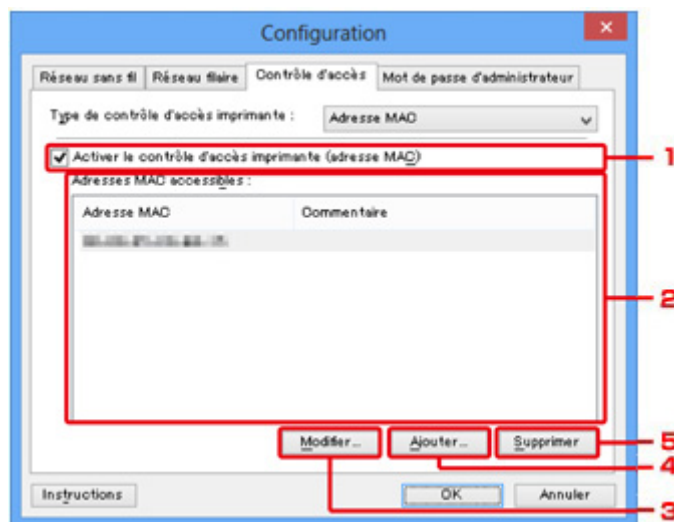 Configuration
Réseau sans fil Réseau filaire Contrôle d'accès Mot de passe d'administrateur
Type de contrôle d'accès imprimante : Adresse MAC
Activer le contrôle d'accès imprimante (adresse MAC) 1
Adresses MAC accessibles :
Adresse MAC Commentaire
2
Modifier... Ajouter... Supprimer 5
4
Instructions OK Annuler
3